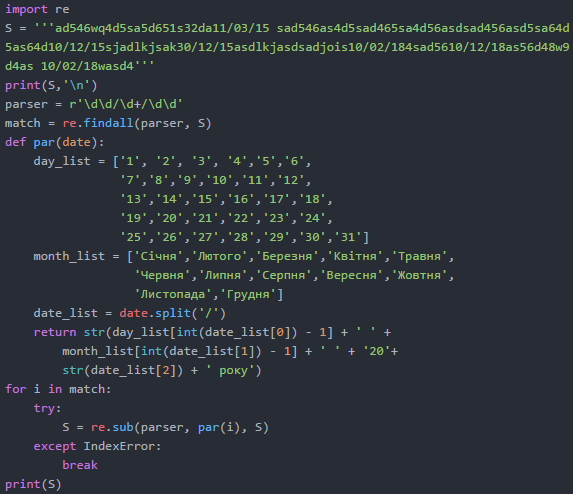 import re
S = '''ad546wq4d5sa5d651s32da11/03/15 sad546as4d5sad465sa4d56asdsad456asd5sa64d
5as64d10/12/15sjadlkjsak30/12/15asdlkjasdsadjois10/02/184sad5610/12/18as56d48w9
d4as 10/02/18wasd4'''
print(S,'\n')
parser = r'\d\d/\d+/\d\d'
match = re.findall(parser, S)
def par(date):
    day_list = ['1', '2', '3', '4','5','6',
                '7','8','9','10','11','12',
                '13','14','15','16','17','18',
                '19','20','21','22','23','24',
                '25','26','27','28','29','30','31']
    month_list = ['Січня','Лютого','Березня','Квітня','Травня',
                  'Червня','Липня','Серпня','Вересня','Жовтня',
                  'Листопада','Грудня']
    date_list = date.split('/')
    return str(day_list[int(date_list[0]) - 1] + ' ' +
        month_list[int(date_list[1]) - 1] + ' ' + '20'+
        str(date_list[2]) + ' року')
for i in match:
    try:
        S = re.sub(parser, par(i), S)
    except IndexError:
        break
print(S)